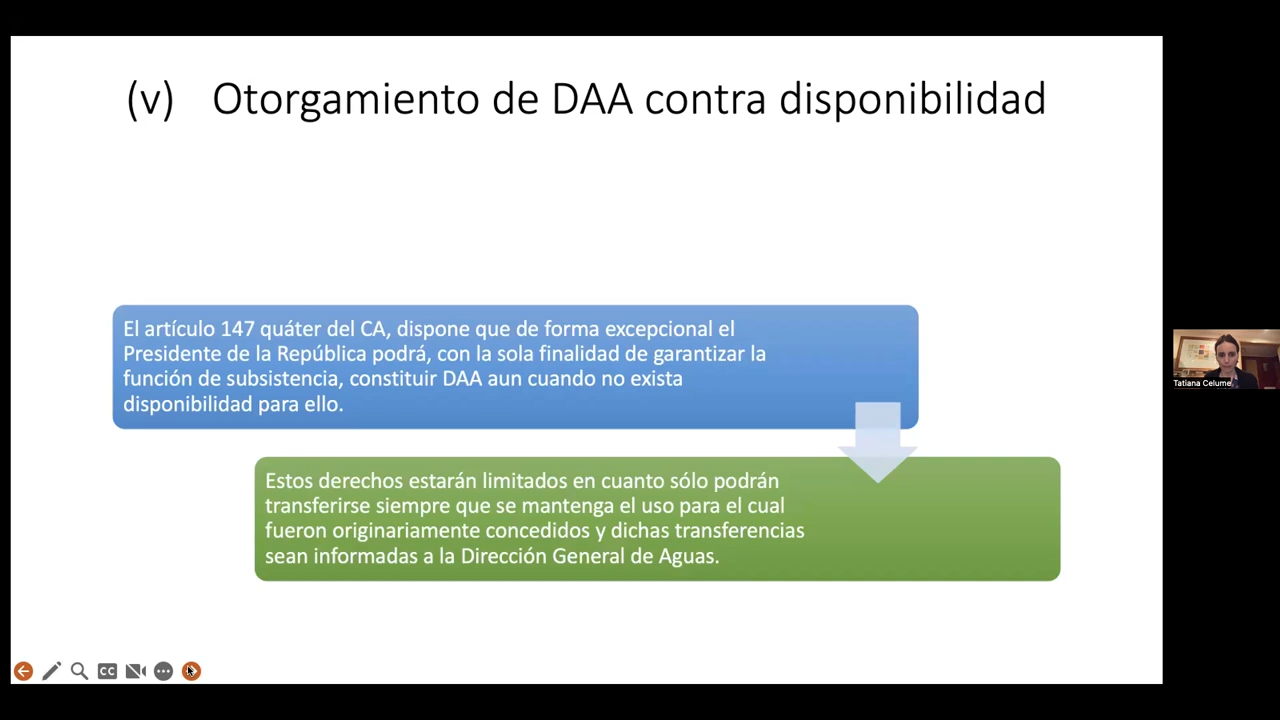 (v) Otorgamiento de DAA contra disponibilidad
El artículo 147 quáter del CA, dispone que de forma excepcional el
Presidente de la República podrá, con la sola finalidad de garantizar la
función de subsistencia, constituir DAA aun cuando no exista
disponibilidad para ello.
Estos derechos estarán limitados en cuanto sólo podrán
transferirse siempre que se mantenga el uso para el cual
fueron originariamente concedidos y dichas transferencias
sean informadas a la Dirección General de Aguas.
Tatiana Celume
CC